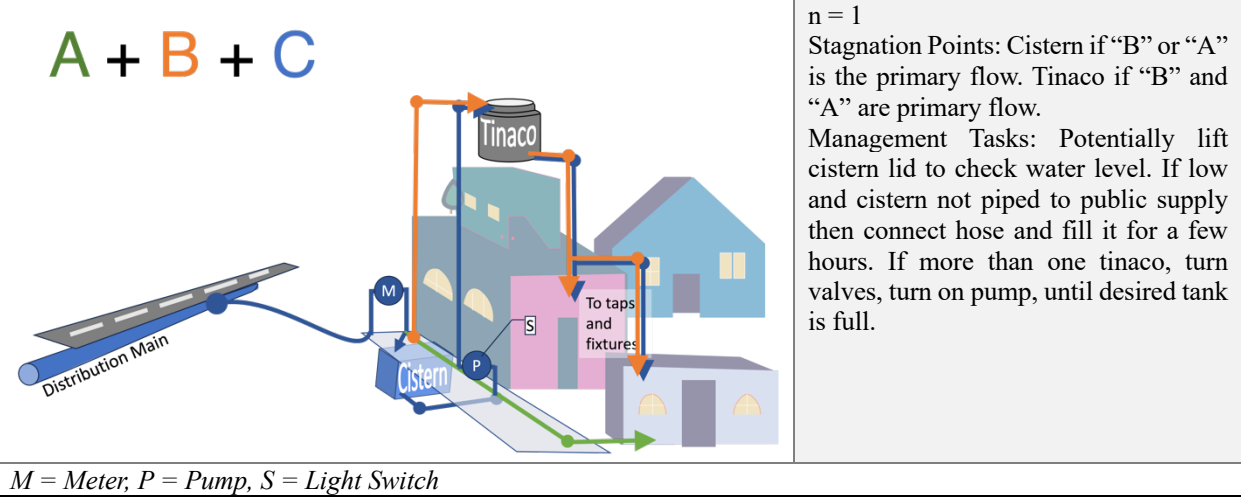 A + B + C
Tinaco
M
S
To taps
and
fixtures
P
Cistern
Distribution Main
n = 1
Stagnation Points: Cistern if “B” or “A”
is the primary flow. Tinaco if “B” and
“A” are primary flow.
Management Tasks: Potentially lift
cistern lid to check water level. If low
and cistern not piped to public supply
then connect hose and fill it for a few
hours. If more than one tinaco, turn
valves, turn on pump, until desired tank
is full.
M = Meter, P = Pump, S = Light Switch